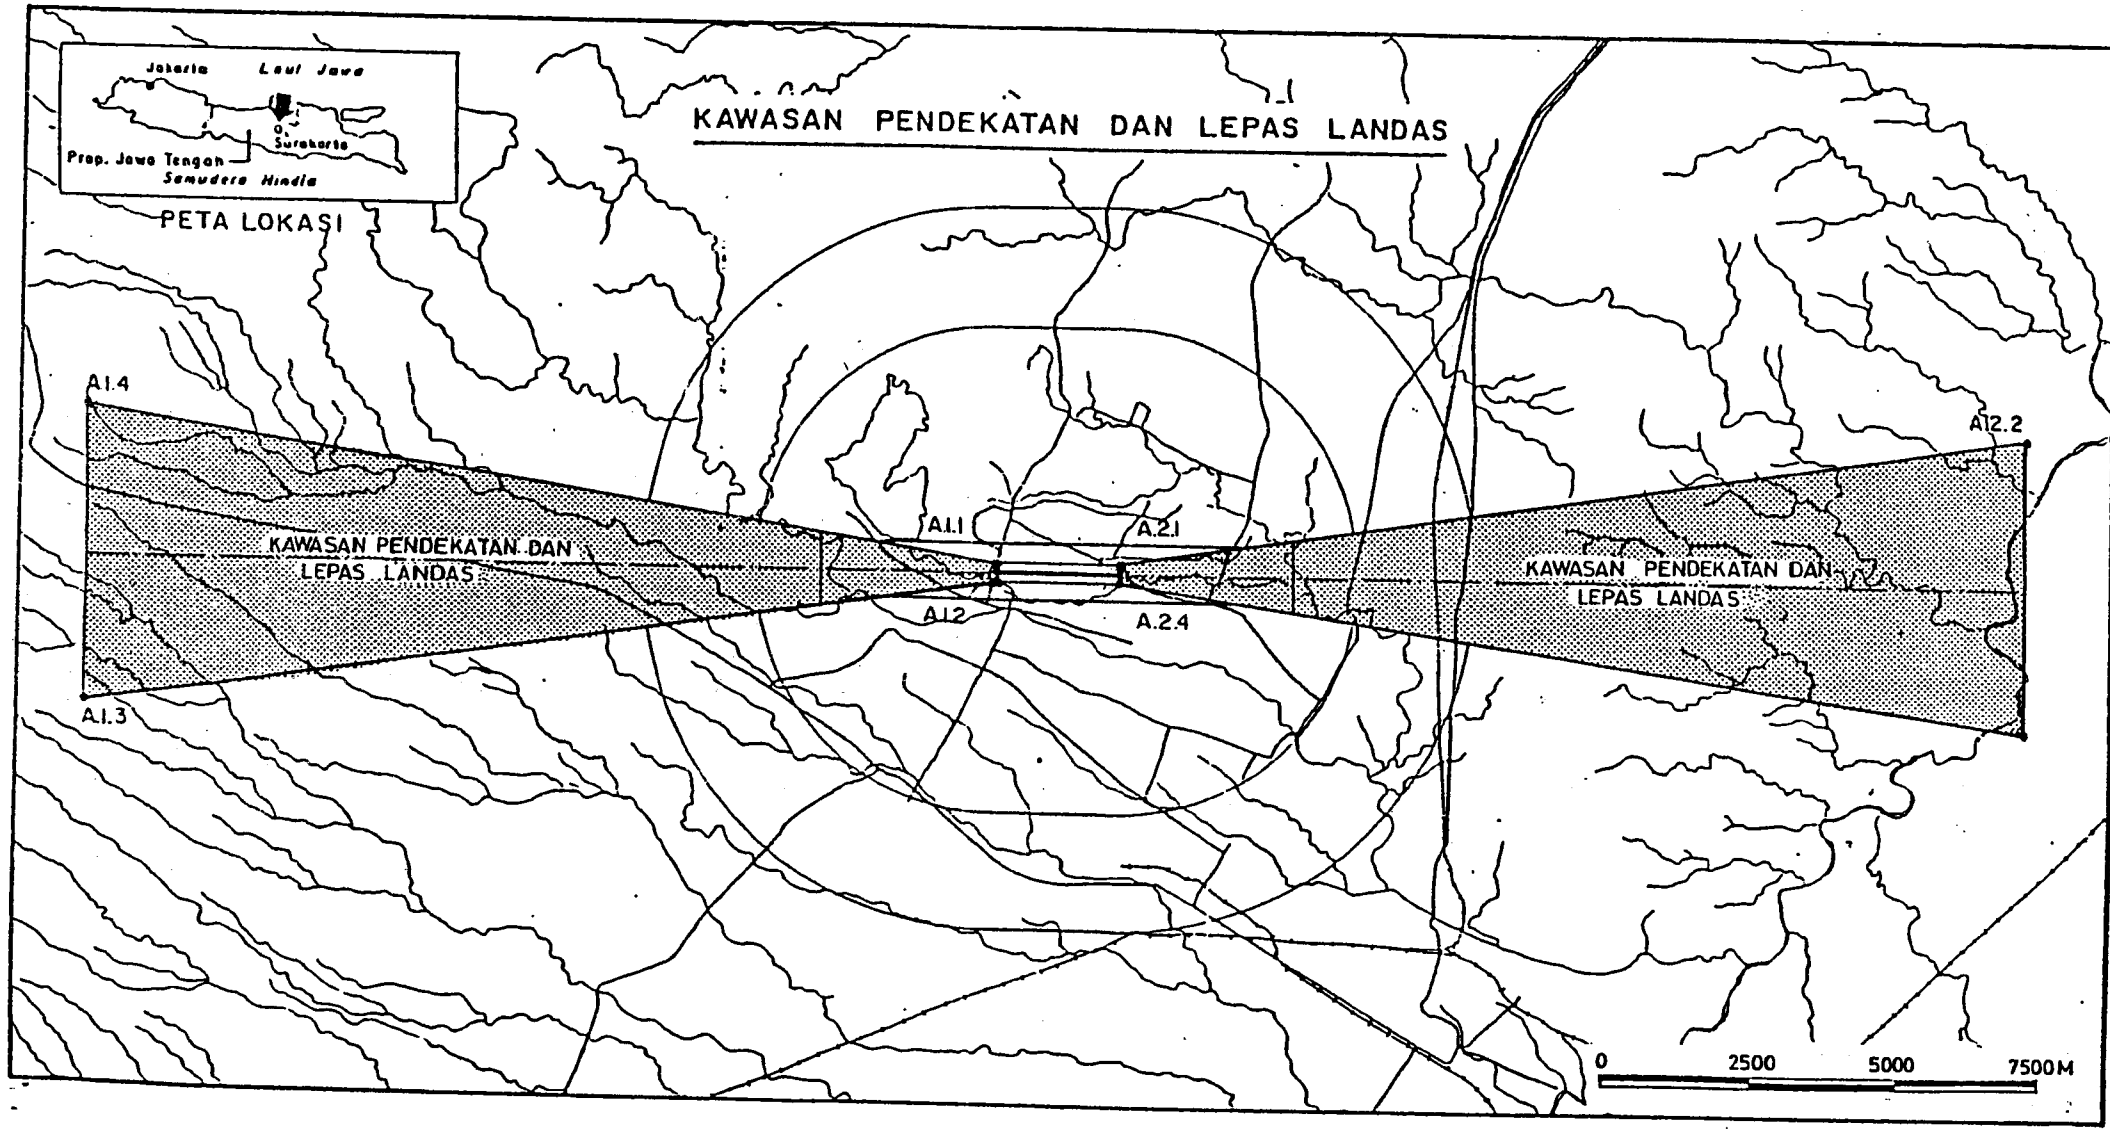 Jakarta
Laut Jawa
Surakarta
Prop. Jawa Tengah
Samudera Hindia
PETA LOKASI
KAWASAN PENDEKATAN DAN LEPAS LANDAS
A.1.4
A.1.1
A.2.1
A.2.2
KAWASAN PENDEKATAN DAN
LEPAS LANDAS
KAWASAN PENDEKATAN DAN
LEPAS LANDAS
A.1.2
A.2.4
A.1.3
0 2500 5000 7500 M